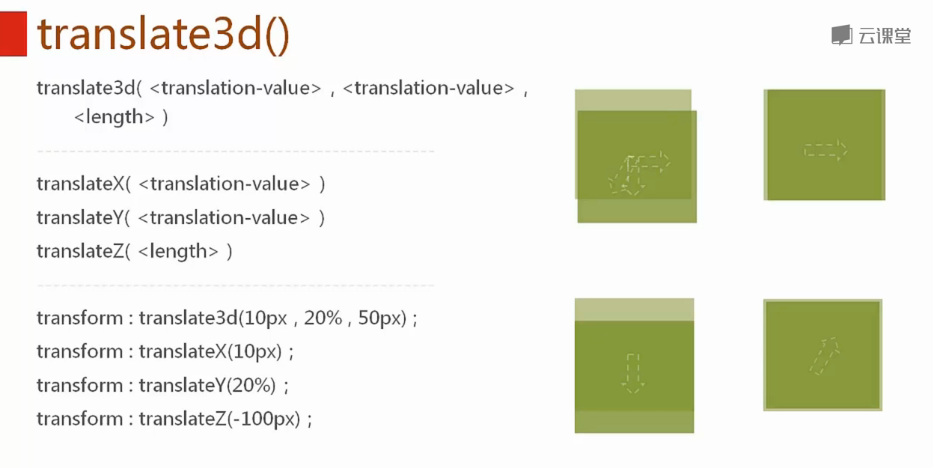 translate3d()
云课堂
translate3d( <translation-value> , <translation-value> ,
<length> )
translateX( <translation-value> )
translateY( <translation-value> )
translateZ( <length> )
transform : translate3d(10px , 20% , 50px) ;
transform : translateX(10px) ;
transform : translateY(20%) ;
transform : translateZ(-100px) ;